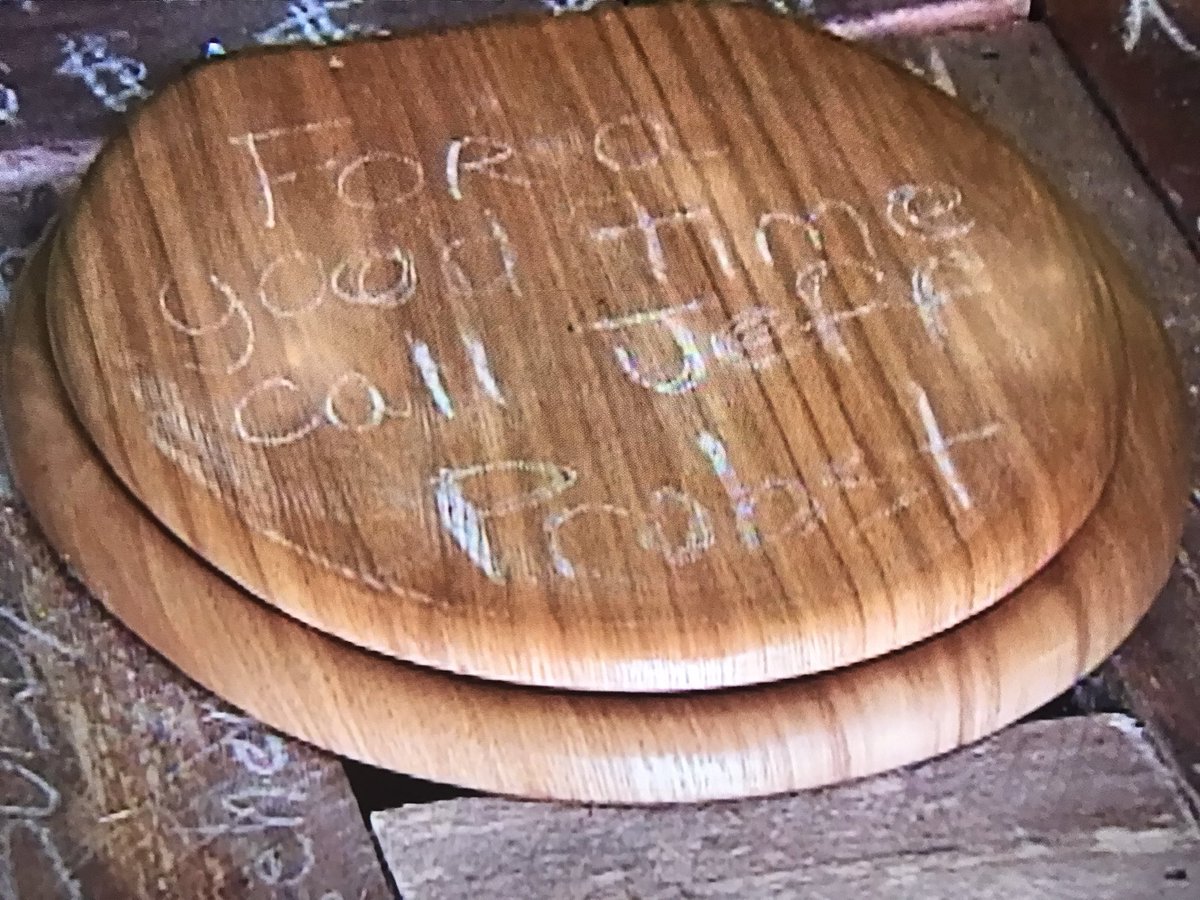 FoR a
good Time
call Jeff
Probst